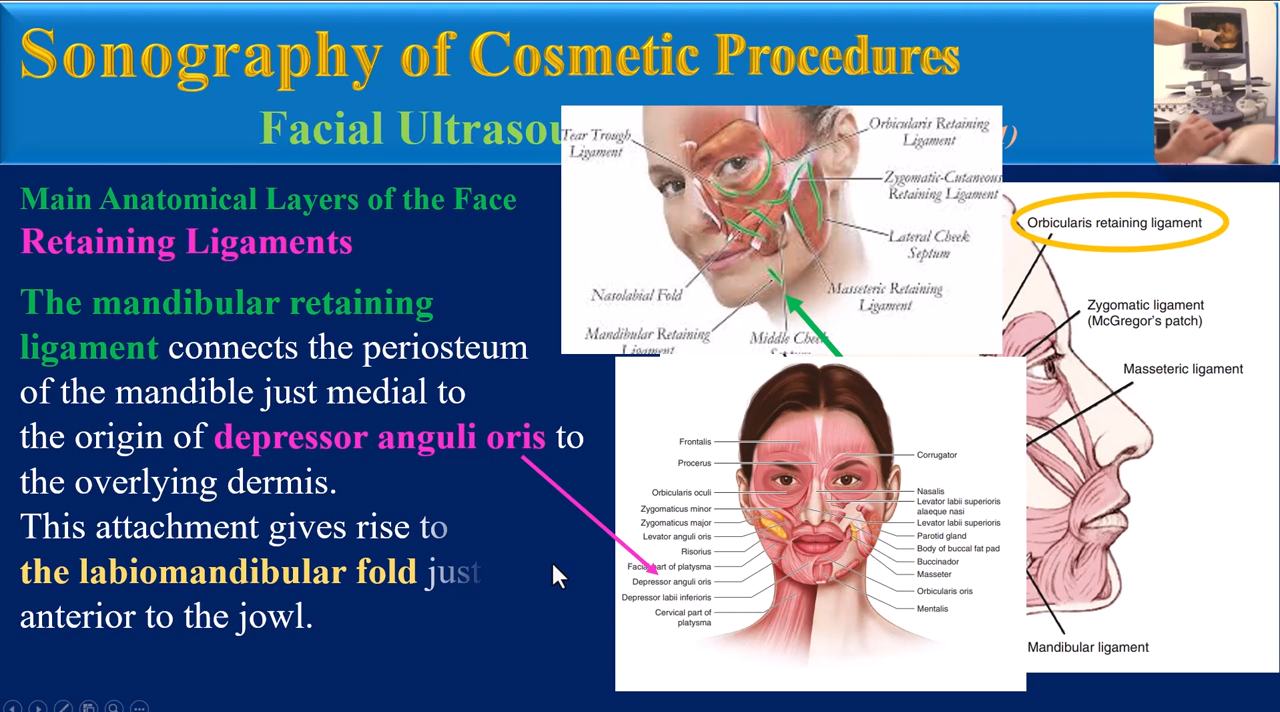 Sonography of Cosmetic Procedures
Facial
Main Anatomical Layers of the Face
Retaining Ligaments
The mandibular retaining
ligament connects the periosteum
of the mandible just medial to
the origin of depressor anguli oris to
the overlying dermis.
This attachment gives rise to
the labiomandibular fold just
anterior to the jowl.
Tear Trough
Ligament
Orbicularis Retaining
Ligament
Zygomatic-Cutaneous
Retaining Ligament
Lateral Cheek
Septum
Masseteric Retaining
Ligament
Nasolabial Fold
Mandibular Retaining
Ligament
Middle Cheek
Orbicularis retaining ligament
Zygomatic ligament
(McGregor's patch)
Masseteric ligament
Mandibular ligament
Frontalis
Procerus
Orbicularis oculi
Zygomaticus minor
Zygomaticus major
Levator anguli oris
Risorius
Facial part of platysma
Depressor anguli oris
Depressor labii inferioris
Cervical part of
platysma
Corrugator
Nasalis
Levator labii superioris
alaeque nasi
Levator labii superioris
Parotid gland
Body of buccal fat pad
Buccinador
Masseter
Orbicularis oris
Mentalis